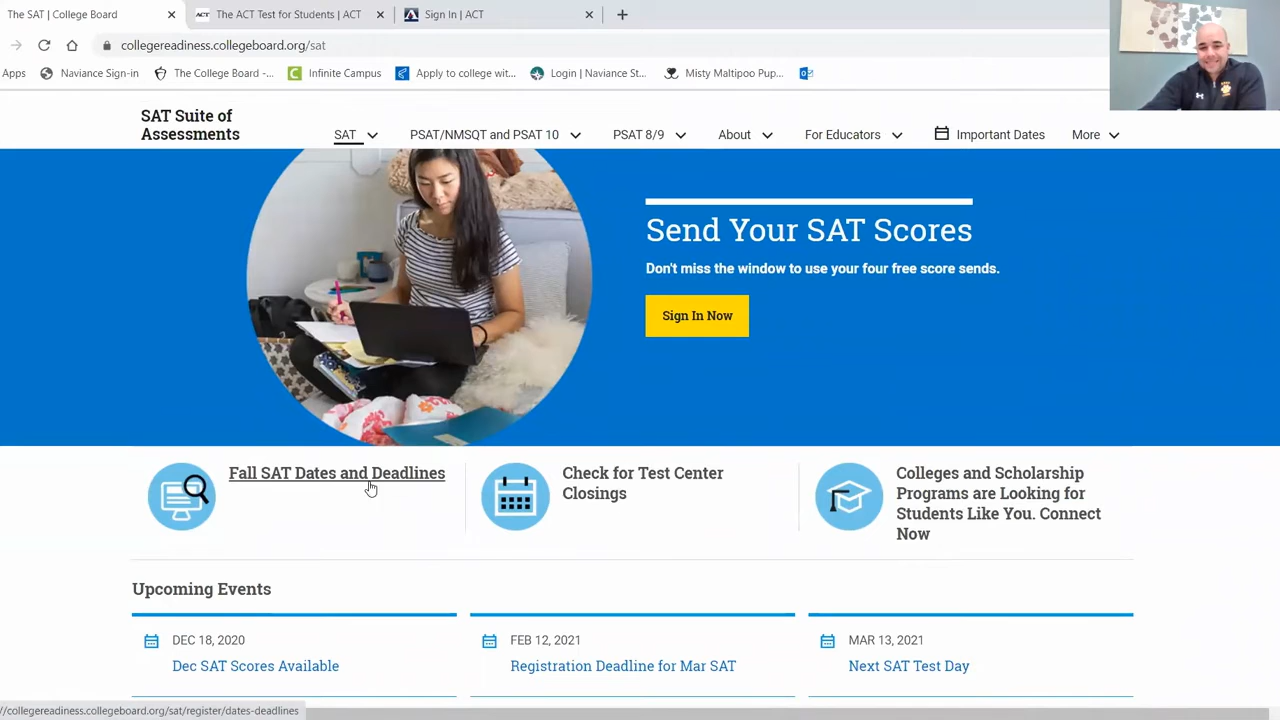 The SAT | College Board
ACT The ACT Test for Students | ACT
Sign In | ACT
collegereadiness.collegeboard.org/sat
Apps
Naviance Sign-in
The College Board -...
Infinite Campus
Apply to college wit...
Login | Naviance St...
Misty Maltipoo Pup...
SAT Suite of
Assessments
SAT
PSAT/NMSQT and PSAT 10
PSAT 8/9
About
For Educators
Important Dates
More
Send Your SAT Scores
Don't miss the window to use your four free score sends.
Sign In Now
Fall SAT Dates and Deadlines
Check for Test Center
Closings
Colleges and Scholarship
Programs are Looking for
Students Like You. Connect
Now
Upcoming Events
DEC 18, 2020
Dec SAT Scores Available
FEB 12, 2021
Registration Deadline for Mar SAT
MAR 13, 2021
Next SAT Test Day
//collegereadiness.collegeboard.org/sat/register/dates-deadlines